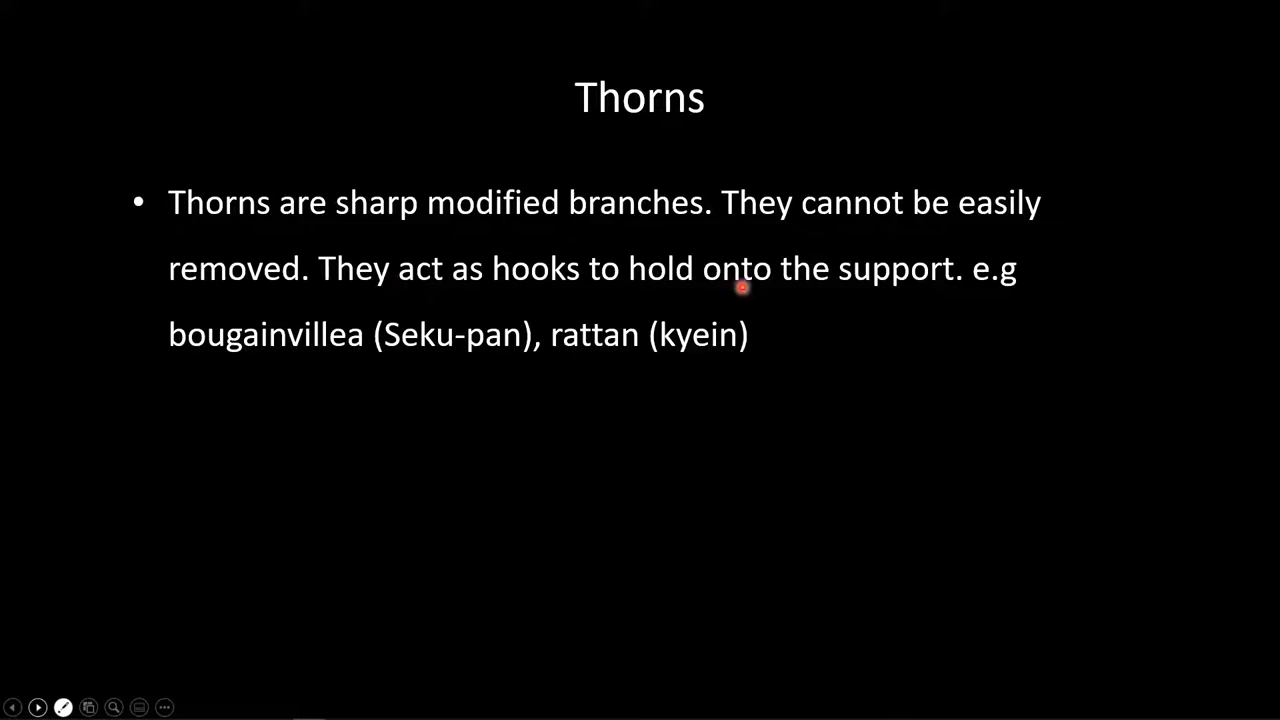 Thorns
• Thorns are sharp modified branches. They cannot be easily
removed. They act as hooks to hold onto the support. e.g
bougainvillea (Seku-pan), rattan (kyein)